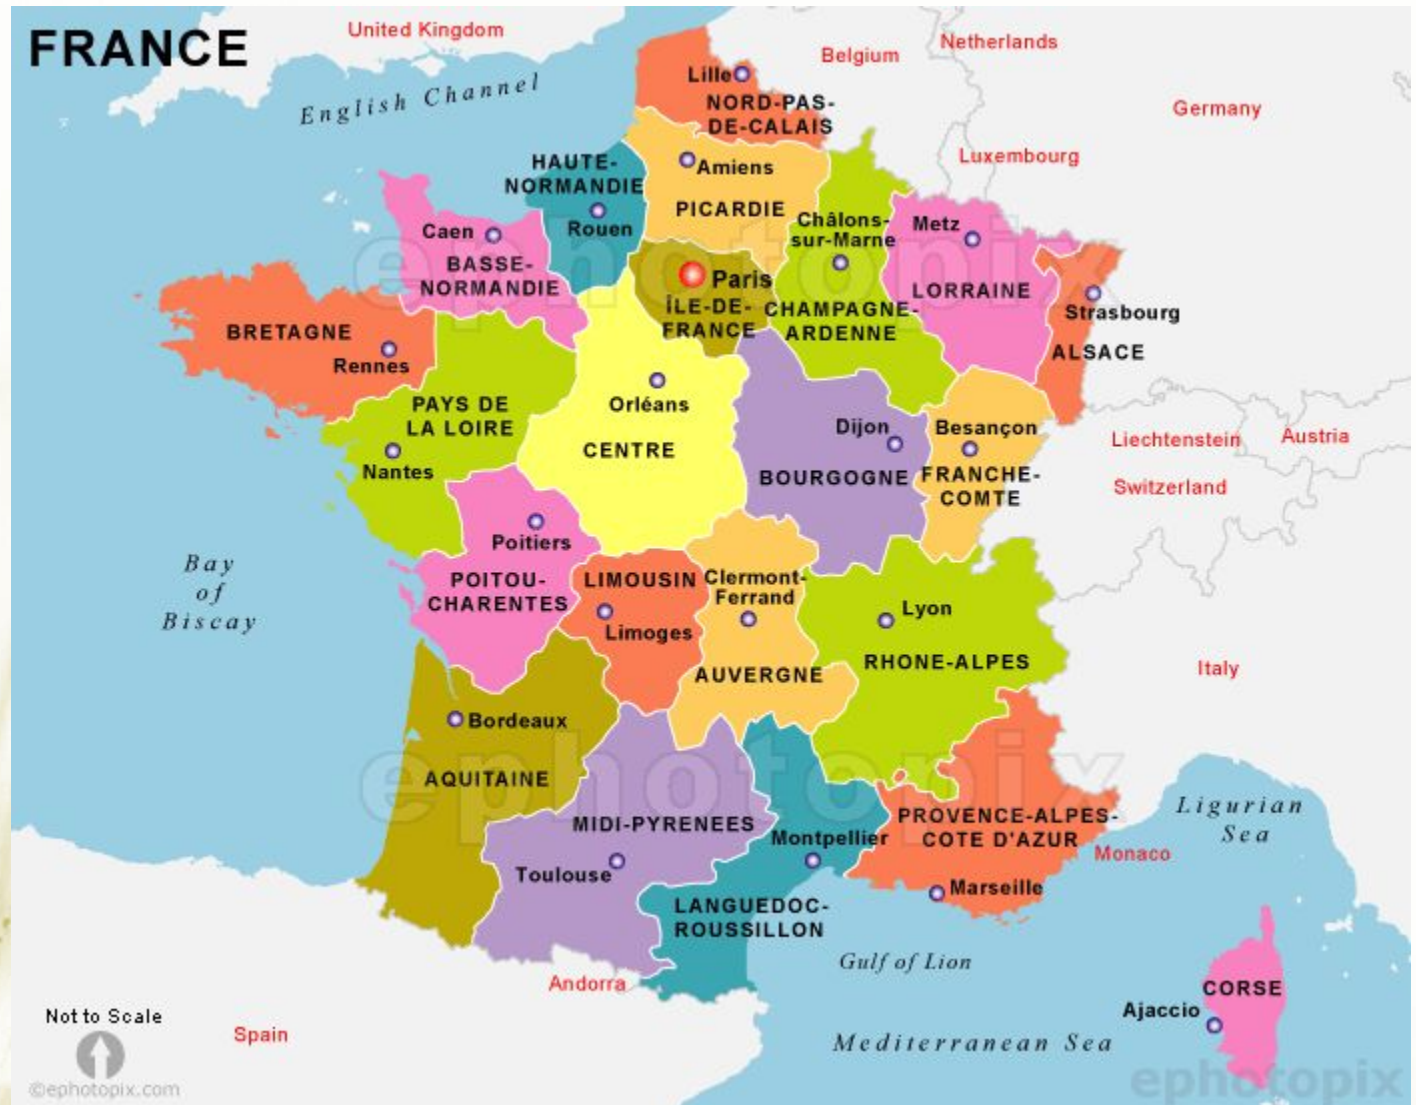 FRANCE
United Kingdom
Netherlands
Belgium
English Channel
Germany
Lille
NORD-PAS-
DE-CALAIS
Luxembourg
HAUTE-
NORMANDIE
Rouen
Amiens
PICARDIE
Châlons-
sur-Marne
Metz
Caen
BASSE-
NORMANDIE
ephotopix
Paris
ÎLE-DE-
FRANCE
CHAMPAGNE-
ARDENNE
LORRAINE
Strasbourg
ALSACE
BRETAGNE
Rennes
PAYS DE
LA LOIRE
Nantes
Orléans
CENTRE
Dijon
BOURGOGNE
Besançon
FRANCHE-
COMTE
Liechtenstein
Austria
Switzerland
Poitiers
POITOU-
CHARENTES
Bay
of
Biscay
LIMOUSIN
Limoges
Clermont-
Ferrand
AUVERGNE
Lyon
RHONE-ALPES
Italy
Bordeaux
AQUITAINE
ephotopix
MIDI-PYRENEES
Toulouse
Montpellier
LANGUEDOC-
ROUSSILLON
PROVENCE-ALPES-
COTE D'AZUR
Marseille
Monaco
Ligurian
Sea
Gulf of Lion
Andorra
CORSE
Ajaccio
Not to Scale
Spain
Mediterranean Sea
©ephotopix.com
ephotopix